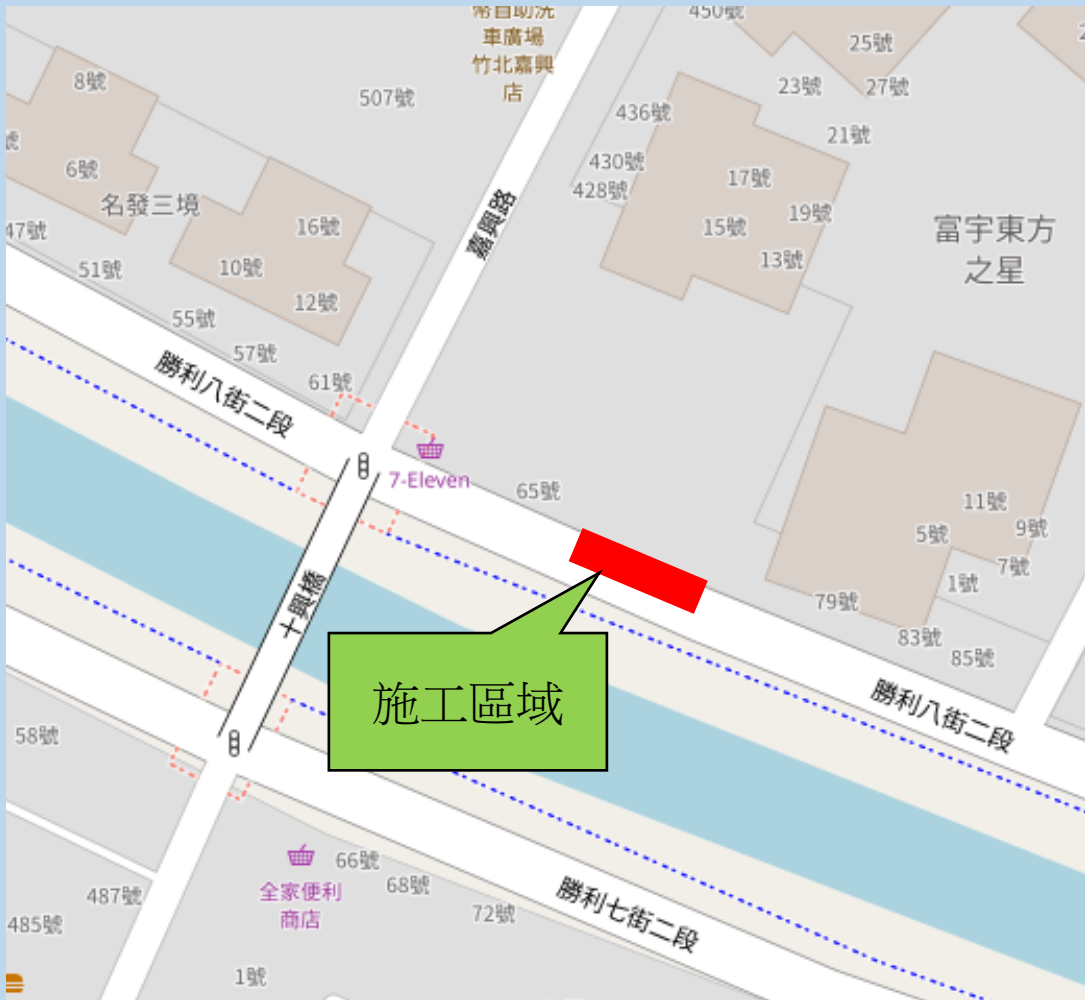 幣自助洗
車廣場
竹北嘉興
店
450號
25號
23號
27號
8號
507號
436號
21號
6號
430號
428號
17號
名發三境
嘉興路
19號
15號
富宇東方
之星
47號
16號
13號
51號
10號
12號
55號
57號
61號
勝利八街二段
7-Eleven
65號
11號
9號
5號
7號
1號
79號
83號
85號
十興橋
施工區域
勝利八街二段
58號
66號
68號
72號
全家便利
商店
487號
485號
勝利七街二段
1號